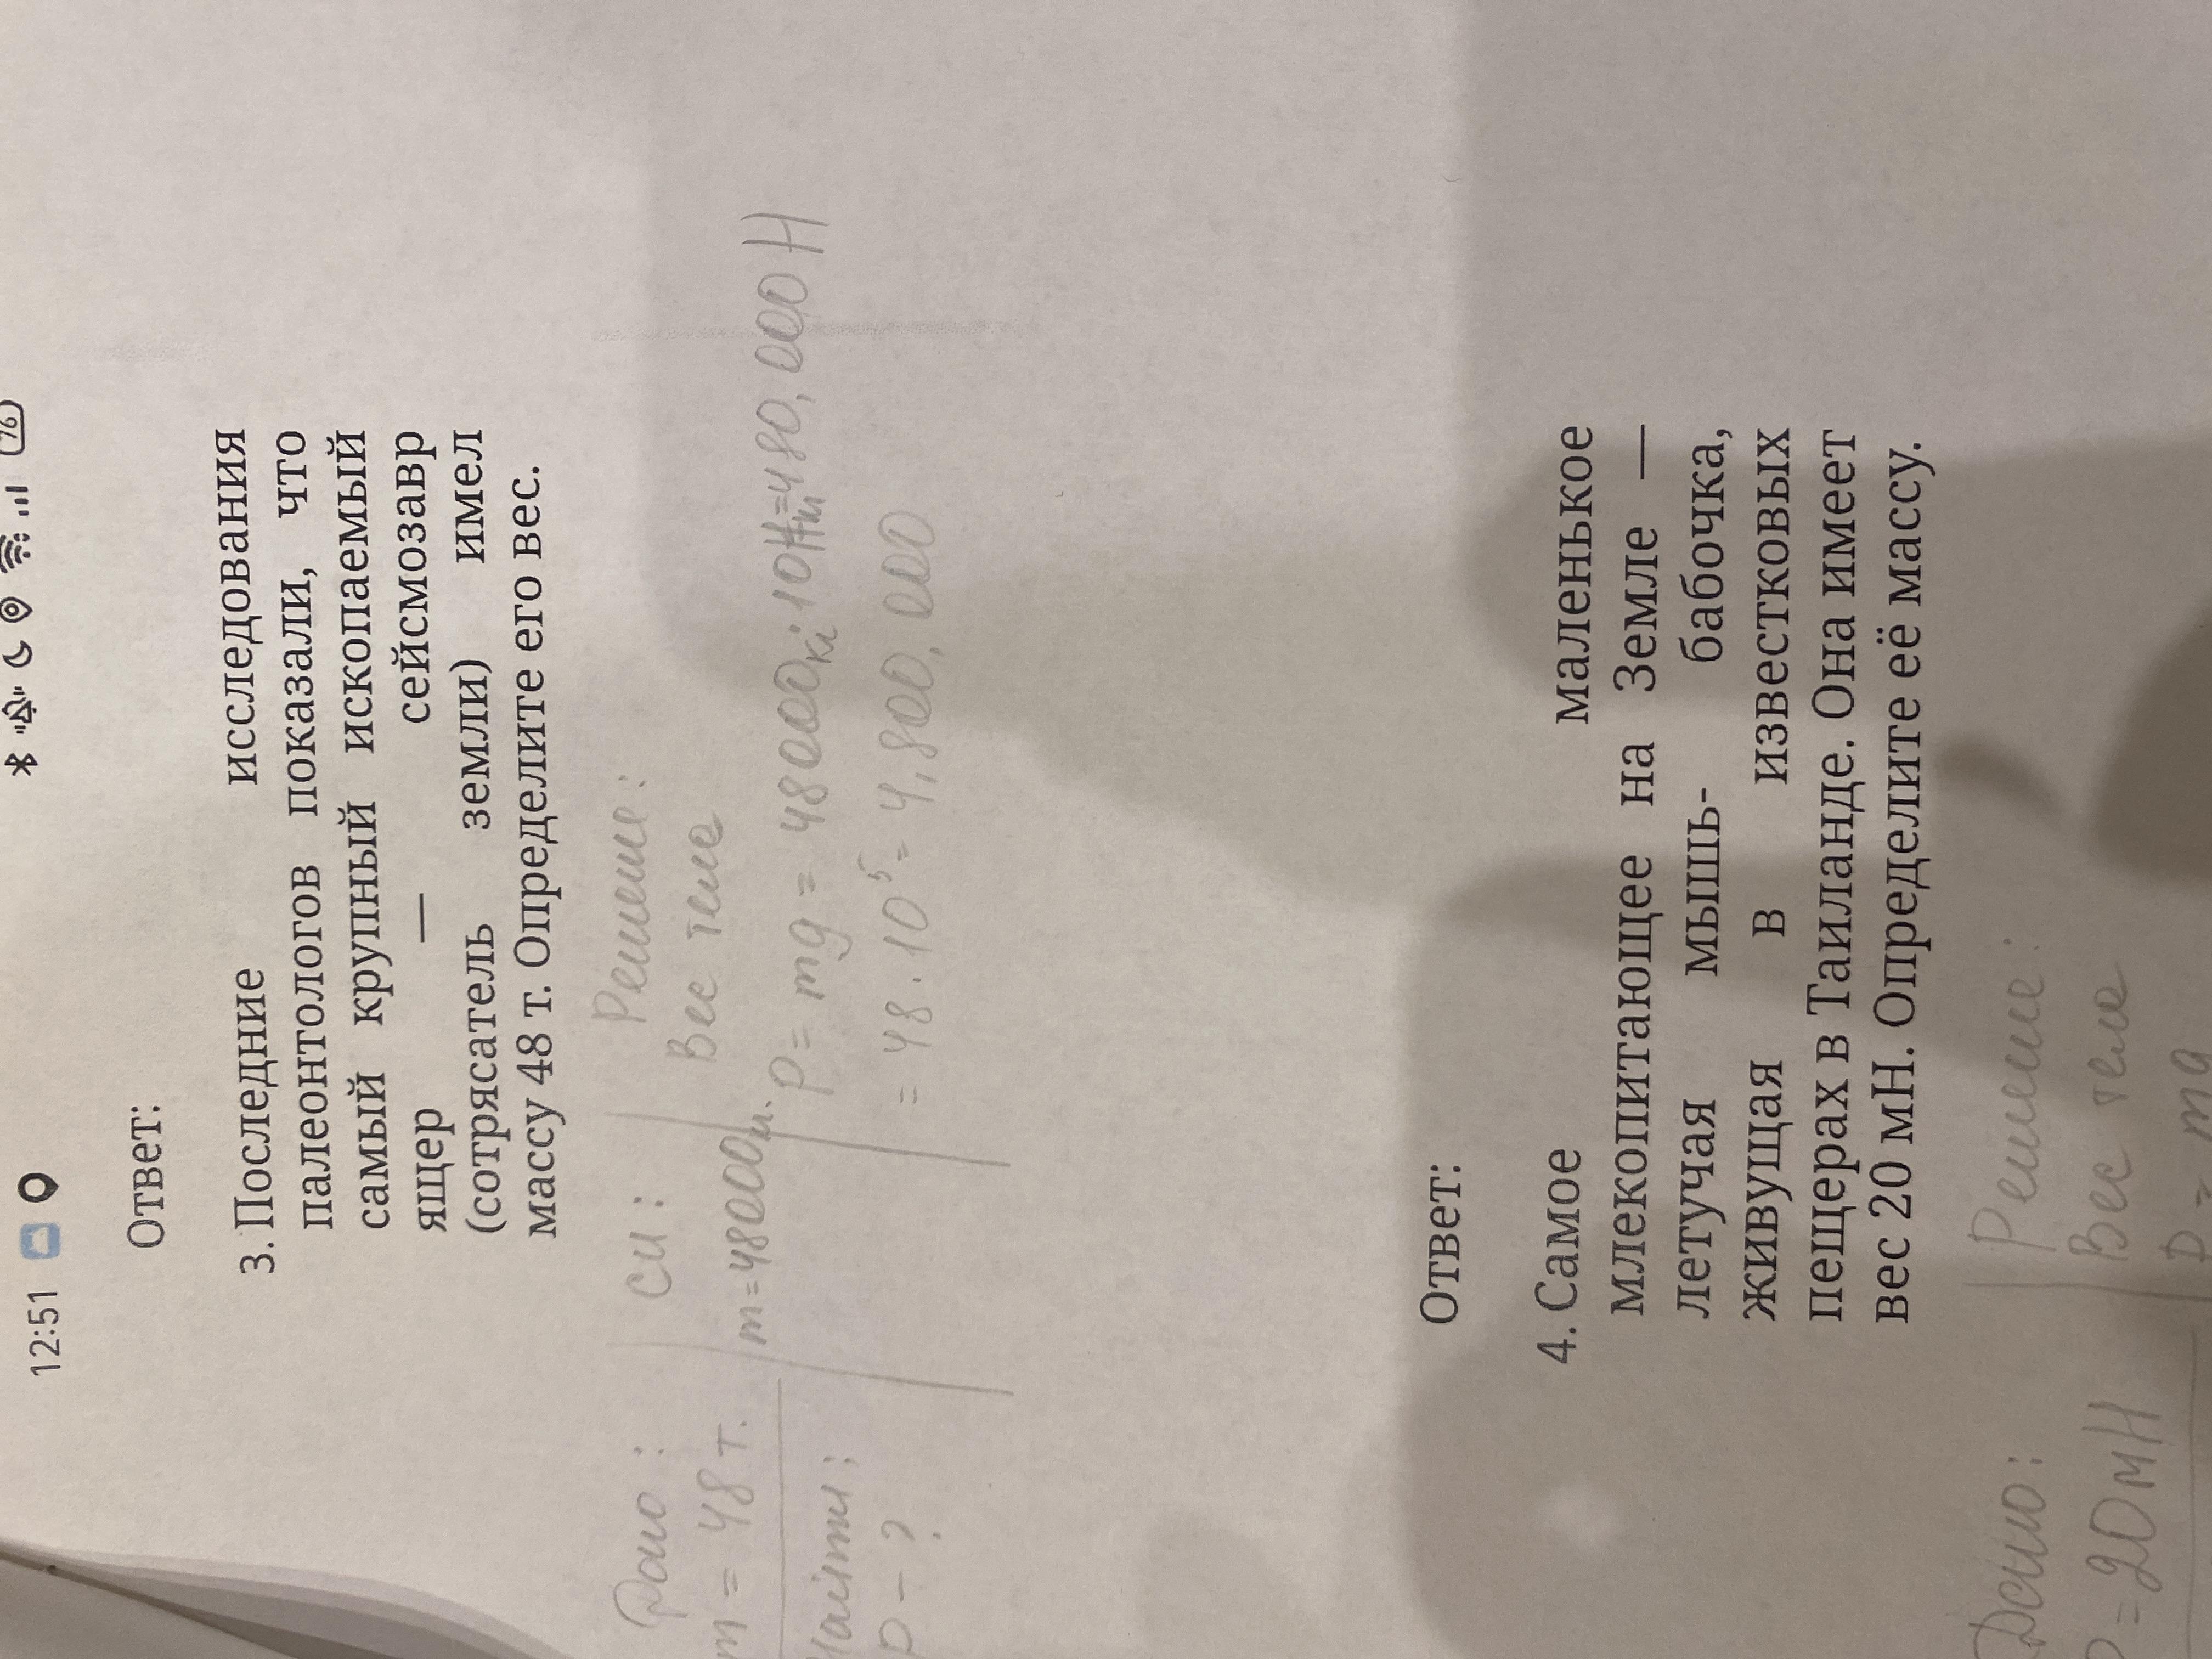 12:51 76
Ответ:
3. Последние исследования
палеонтологов показали, что
самый крупный ископаемый
ящер — сейсмозавр
(сотрясатель земли) имел
массу 48 т. Определите его вес.
Дано: СИ: Решение:
m = 48 т. m=48000кг. Вес тела
Найти: P = mg = 48000кг·10Н/кг=480,000Н
P - ? = 48·10⁵= 4,800,000
Ответ:
4. Самое маленькое
млекопитающее на Земле —
летучая мышь- бабочка,
живущая в известковых
пещерах в Таиланде. Она имеет
вес 20 мН. Определите её массу.
Дано: Решение:
P = 20мН Вес тела
P = mg